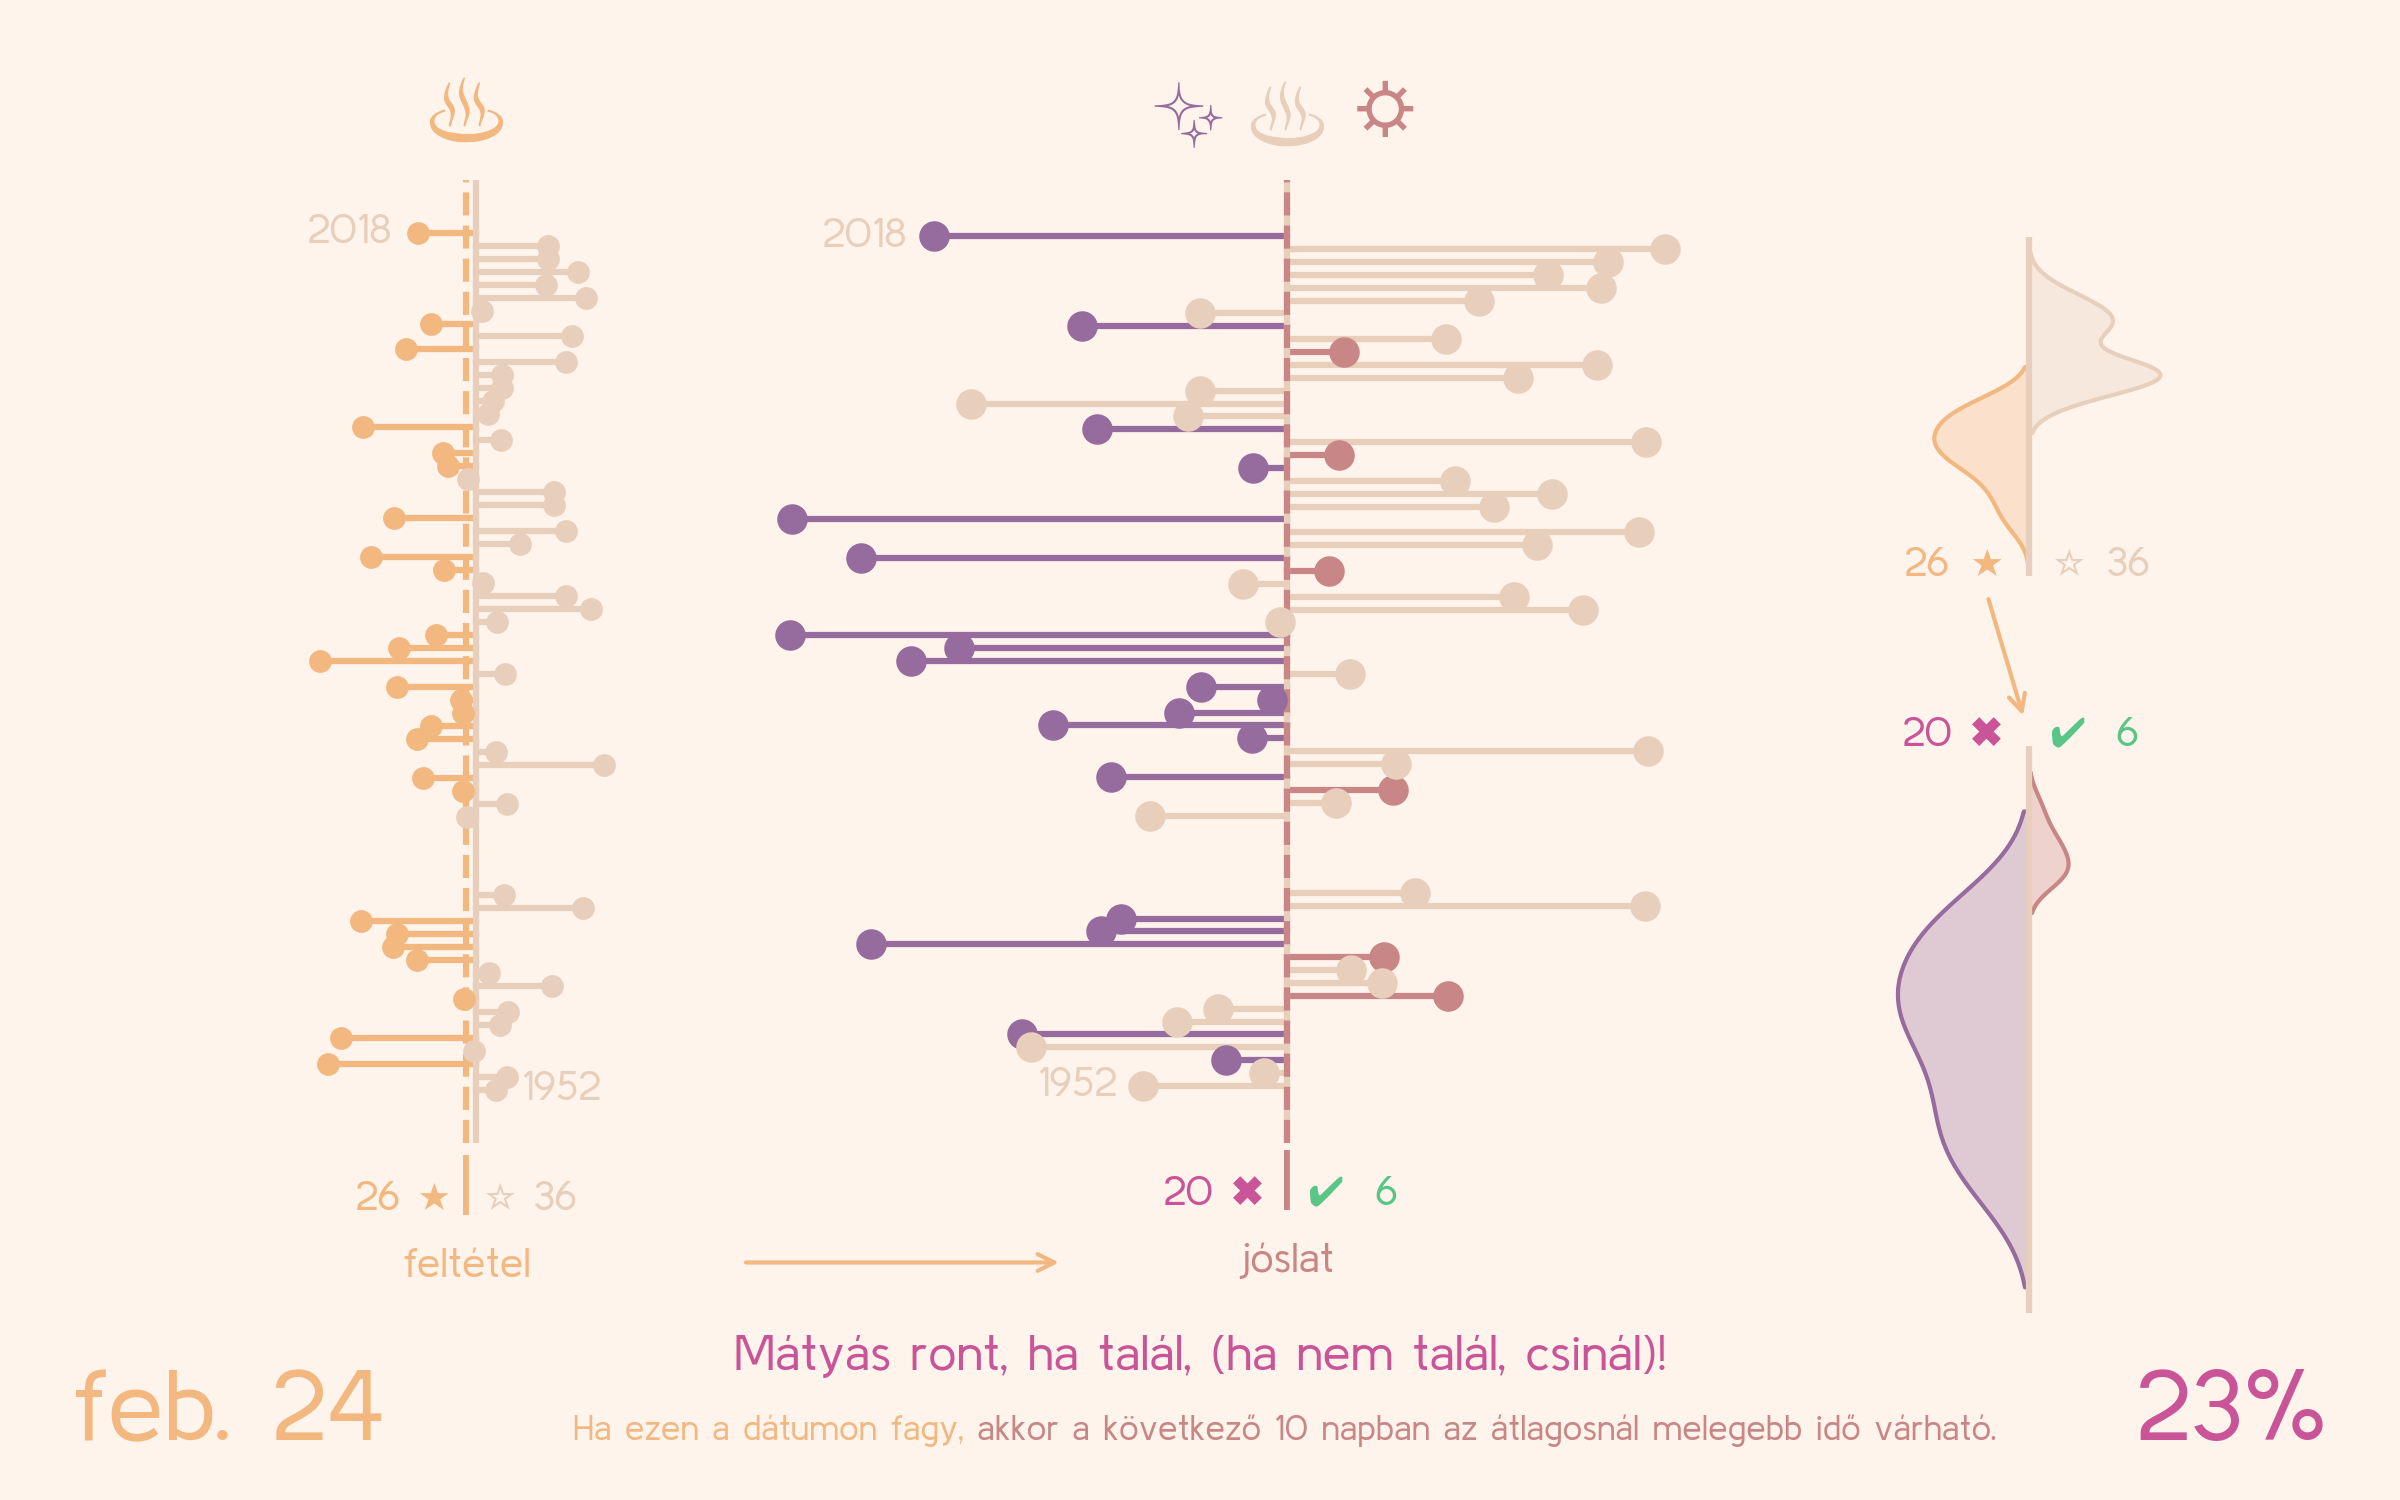 2018
2018
26 ★ ☆ 36
20 ✖ ✔ 6
1952
1952
26 ★ ☆ 36
20 ✖ ✔ 6
feltétel
jóslat
Mátyás ront, ha talál, (ha nem talál, csinál)!
feb. 24
Ha ezen a dátumon fagy, akkor a következő 10 napban az átlagosnál melegebb idő várható.
23%